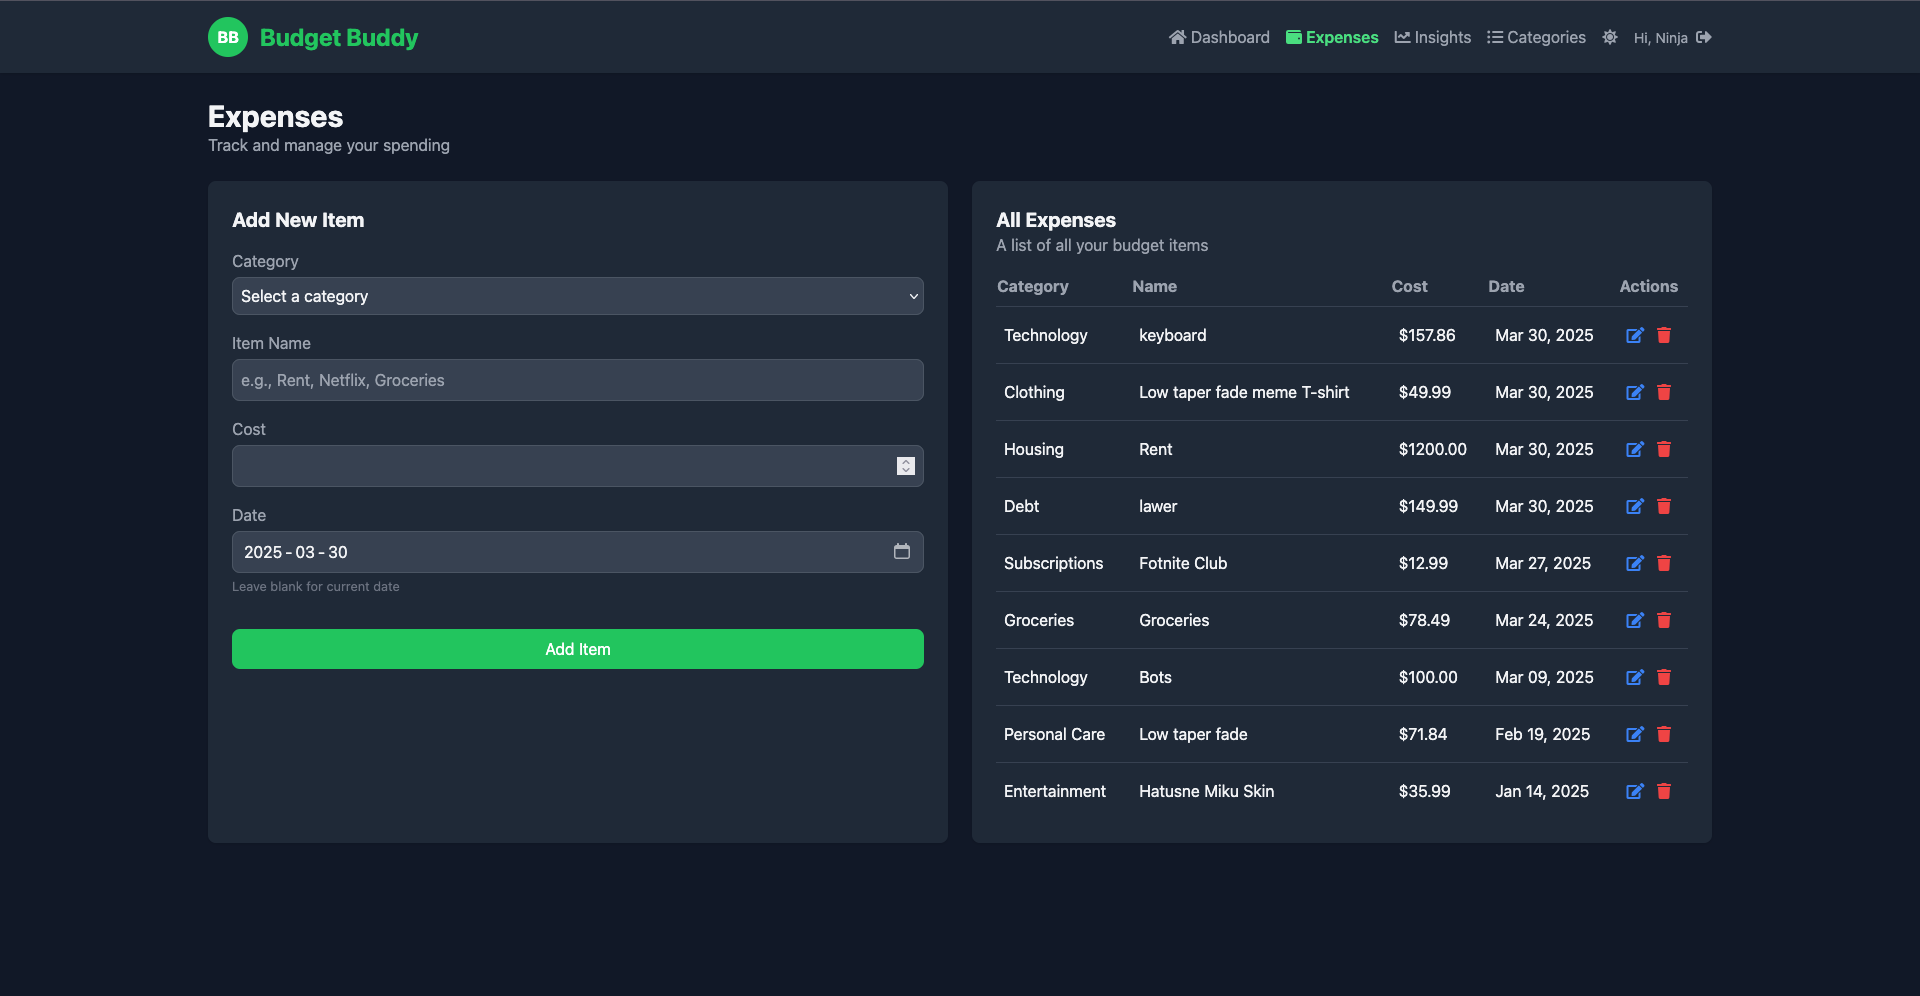 BB Budget Buddy Dashboard Expenses Insights Categories Hi, Ninja
Expenses
Track and manage your spending
Add New Item
Category
Select a category
Item Name
e.g., Rent, Netflix, Groceries
Cost
Date
2025-03-30
Leave blank for current date
Add Item
All Expenses
A list of all your budget items
Category Name Cost Date Actions
Technology keyboard $157.86 Mar 30, 2025
Clothing Low taper fade meme T-shirt $49.99 Mar 30, 2025
Housing Rent $1200.00 Mar 30, 2025
Debt lawer $149.99 Mar 30, 2025
Subscriptions Fotnite Club $12.99 Mar 27, 2025
Groceries Groceries $78.49 Mar 24, 2025
Technology Bots $100.00 Mar 09, 2025
Personal Care Low taper fade $71.84 Feb 19, 2025
Entertainment Hatusne Miku Skin $35.99 Jan 14, 2025